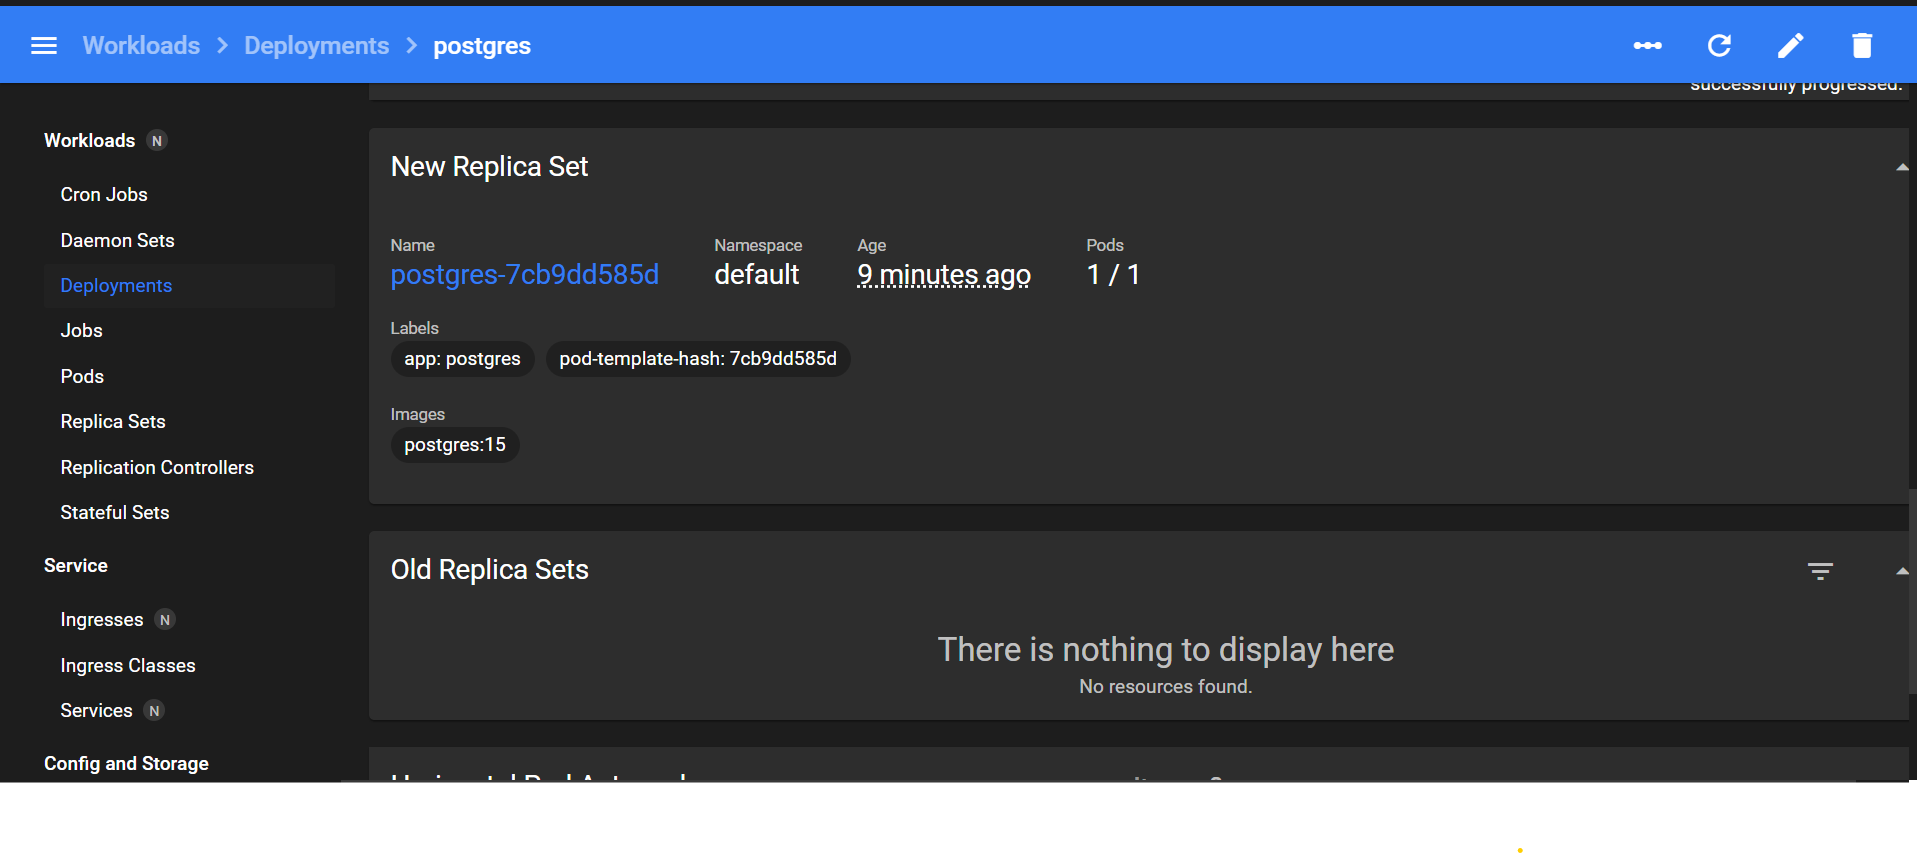 Workloads > Deployments > postgres
successfully progressed.
Workloads N
Cron Jobs
Daemon Sets
Deployments
Jobs
Pods
Replica Sets
Replication Controllers
Stateful Sets
Service
Ingresses N
Ingress Classes
Services N
Config and Storage
New Replica Set
Name Namespace Age Pods
postgres-7cb9dd585d default 9 minutes ago 1 / 1
Labels
app: postgres pod-template-hash: 7cb9dd585d
Images
postgres:15
Old Replica Sets
There is nothing to display here
No resources found.